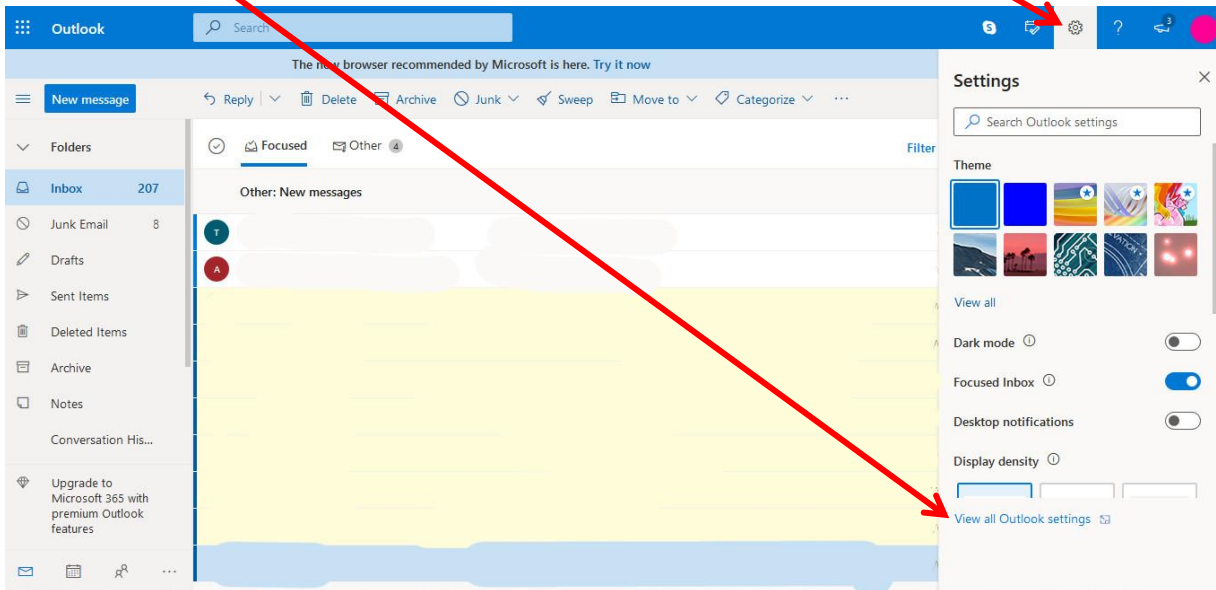 Outlook
Search
S
3
The new browser recommended by Microsoft is here. Try it now
New message
Reply
Delete
Archive
Junk
Sweep
Move to
Categorize
Folders
Focused
Other 4
Filter
Inbox 207
Other: New messages
Junk Email 8
T
Drafts
A
Sent Items
Deleted Items
Archive
Notes
Conversation His...
Upgrade to
Microsoft 365 with
premium Outlook
features
Settings
Search Outlook settings
Theme
View all
Dark mode
Focused Inbox
Desktop notifications
Display density
View all Outlook settings